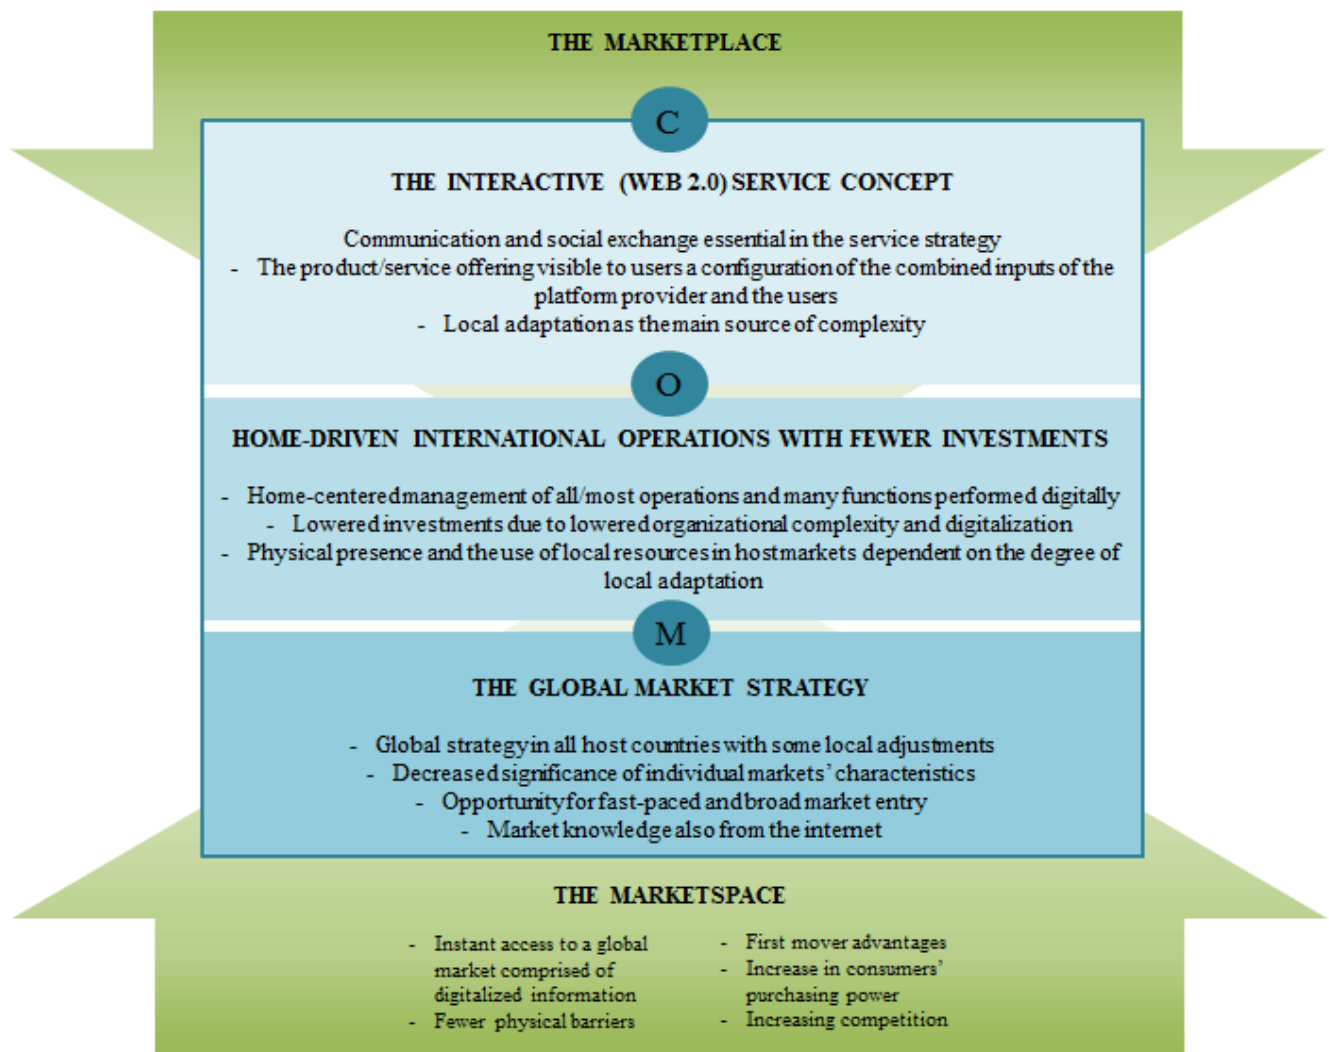 THE MARKETPLACE
C
THE INTERACTIVE (WEB 2.0) SERVICE CONCEPT
Communication and social exchange essential in the service strategy
- The product/service offering visible to users a configuration of the combined inputs of the
platform provider and the users
- Local adaptation as the main source of complexity
O
HOME-DRIVEN INTERNATIONAL OPERATIONS WITH FEWER INVESTMENTS
- Home-centered management of all/most operations and many functions performed digitally
- Lowered investments due to lowered organizational complexity and digitalization
- Physical presence and the use of local resources in host markets dependent on the degree of
local adaptation
M
THE GLOBAL MARKET STRATEGY
- Global strategy in all host countries with some local adjustments
- Decreased significance of individual markets’ characteristics
- Opportunity for fast-paced and broad market entry
- Market knowledge also from the internet
THE MARKETSPACE
- Instant access to a global
market comprised of
digitalized information
- Fewer physical barriers
- First mover advantages
- Increase in consumers’
purchasing power
- Increasing competition